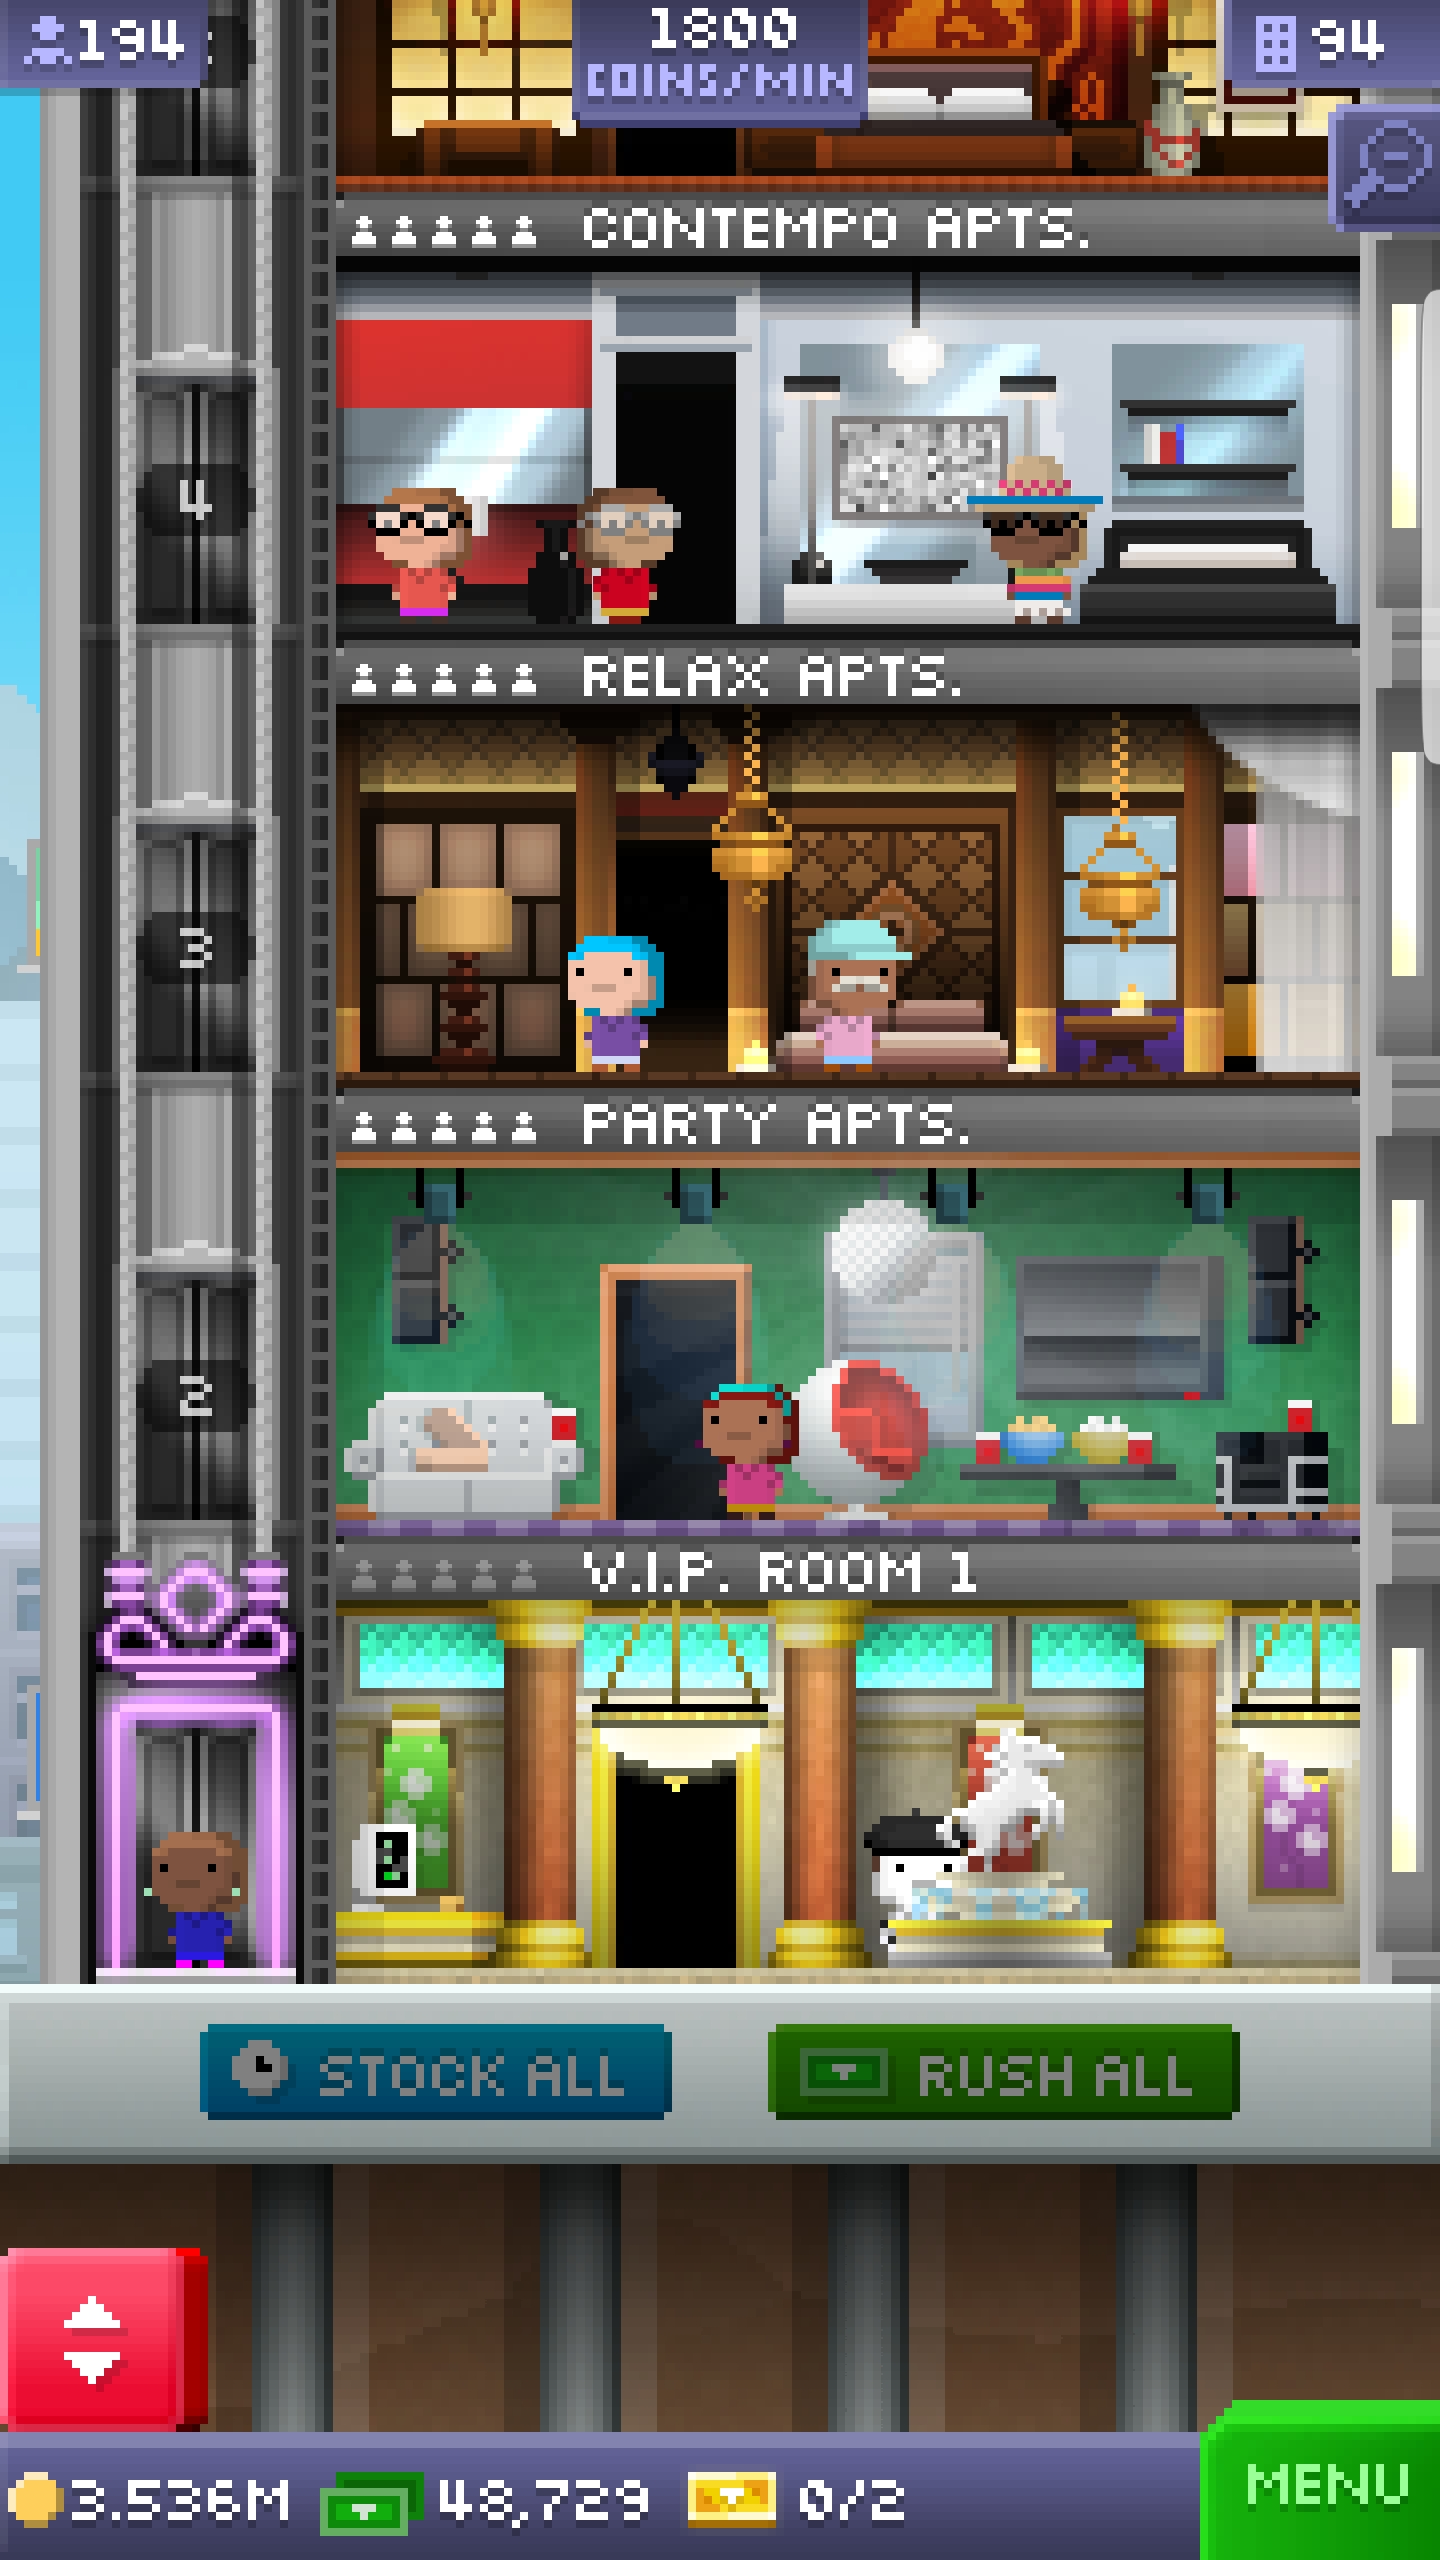 194
1800
COINS/MIN
94
CONTEMPO APTS.
4
RELAX APTS.
3
PARTY APTS.
2
V.I.P. ROOM 1
STOCK ALL
RUSH ALL
3.536M
48,729
0/2
MENU